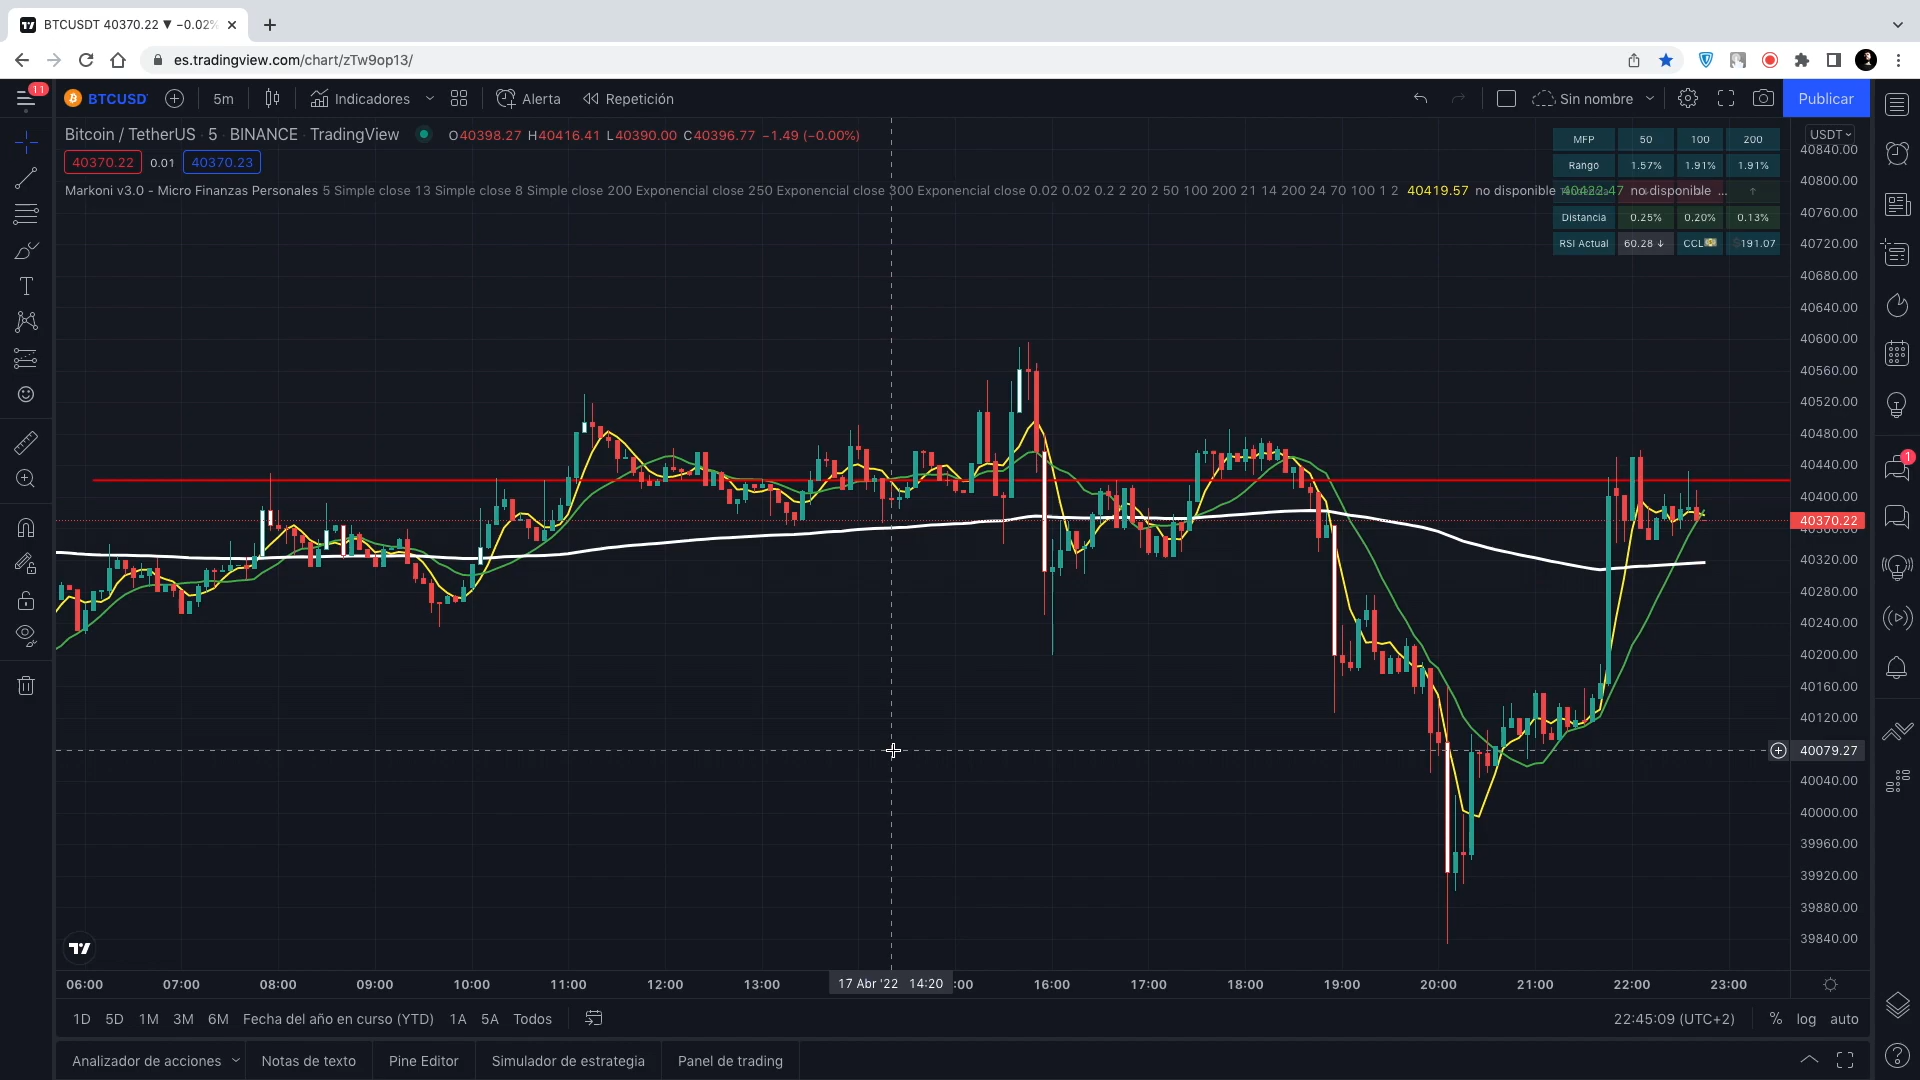 BTCUSDT 40370.22 ▼ −0.02%
es.tradingview.com/chart/zTw9op13/
11
BTCUSD
5m
Indicadores
Alerta
Repetición
Sin nombre
Publicar
Bitcoin / TetherUS · 5 · BINANCE · TradingView
O40398.27 H40416.41 L40390.00 C40396.77 −1.49 (−0.00%)
40370.22 0.01 40370.23
Markoni v3.0 - Micro Finanzas Personales 5 Simple close 13 Simple close 8 Simple close 200 Exponencial close 250 Exponencial close 300 Exponencial close 0.02 0.02 0.2 2 20 2 50 100 200 21 14 200 24 70 100 1 2 40419.57 no disponible 40422.47 no disponible ...
MFP 50 100 200
Rango 1.57% 1.91% 1.91%
↑
Distancia 0.25% 0.20% 0.13%
RSI Actual 60.28 ↓ CCL💵 $191.07
USDT
40840.00
40800.00
40760.00
40720.00
40680.00
40640.00
40600.00
40560.00
40520.00
40480.00
40440.00
40400.00
40370.22
40360.00
40320.00
40280.00
40240.00
40200.00
40160.00
40120.00
40079.27
40040.00
40000.00
39960.00
39920.00
39880.00
39840.00
1
06:00 07:00 08:00 09:00 10:00 11:00 12:00 13:00 17 Abr '22 14:20 :00 16:00 17:00 18:00 19:00 20:00 21:00 22:00 23:00
1D 5D 1M 3M 6M Fecha del año en curso (YTD) 1A 5A Todos
22:45:09 (UTC+2) % log auto
Analizador de acciones Notas de texto Pine Editor Simulador de estrategia Panel de trading